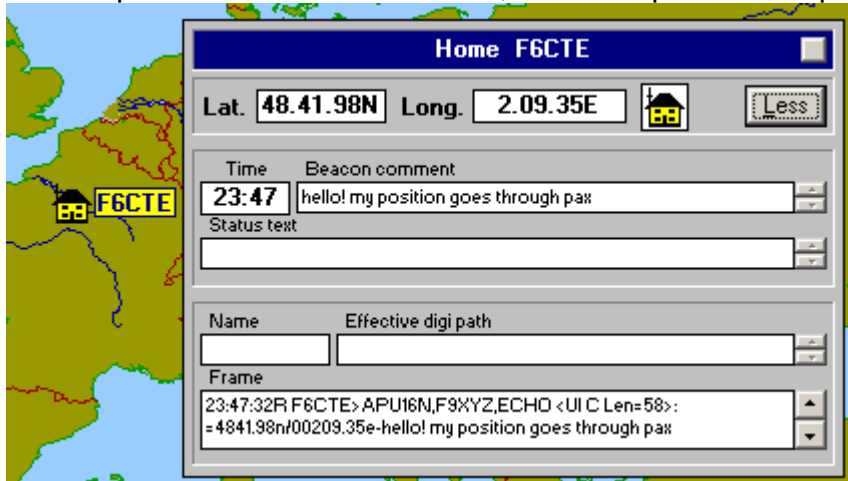 Home F6CTE
Lat. 48.41.98N Long. 2.09.35E Less
F6CTE
Time Beacon comment
23:47 hello! my position goes through pax
Status text
Name Effective digi path
Frame
23:47:32R F6CTE>APU16N,F9XYZ,ECHO <UI C Len=58>:
=4841.98n/00209.35e-hello! my position goes through pax